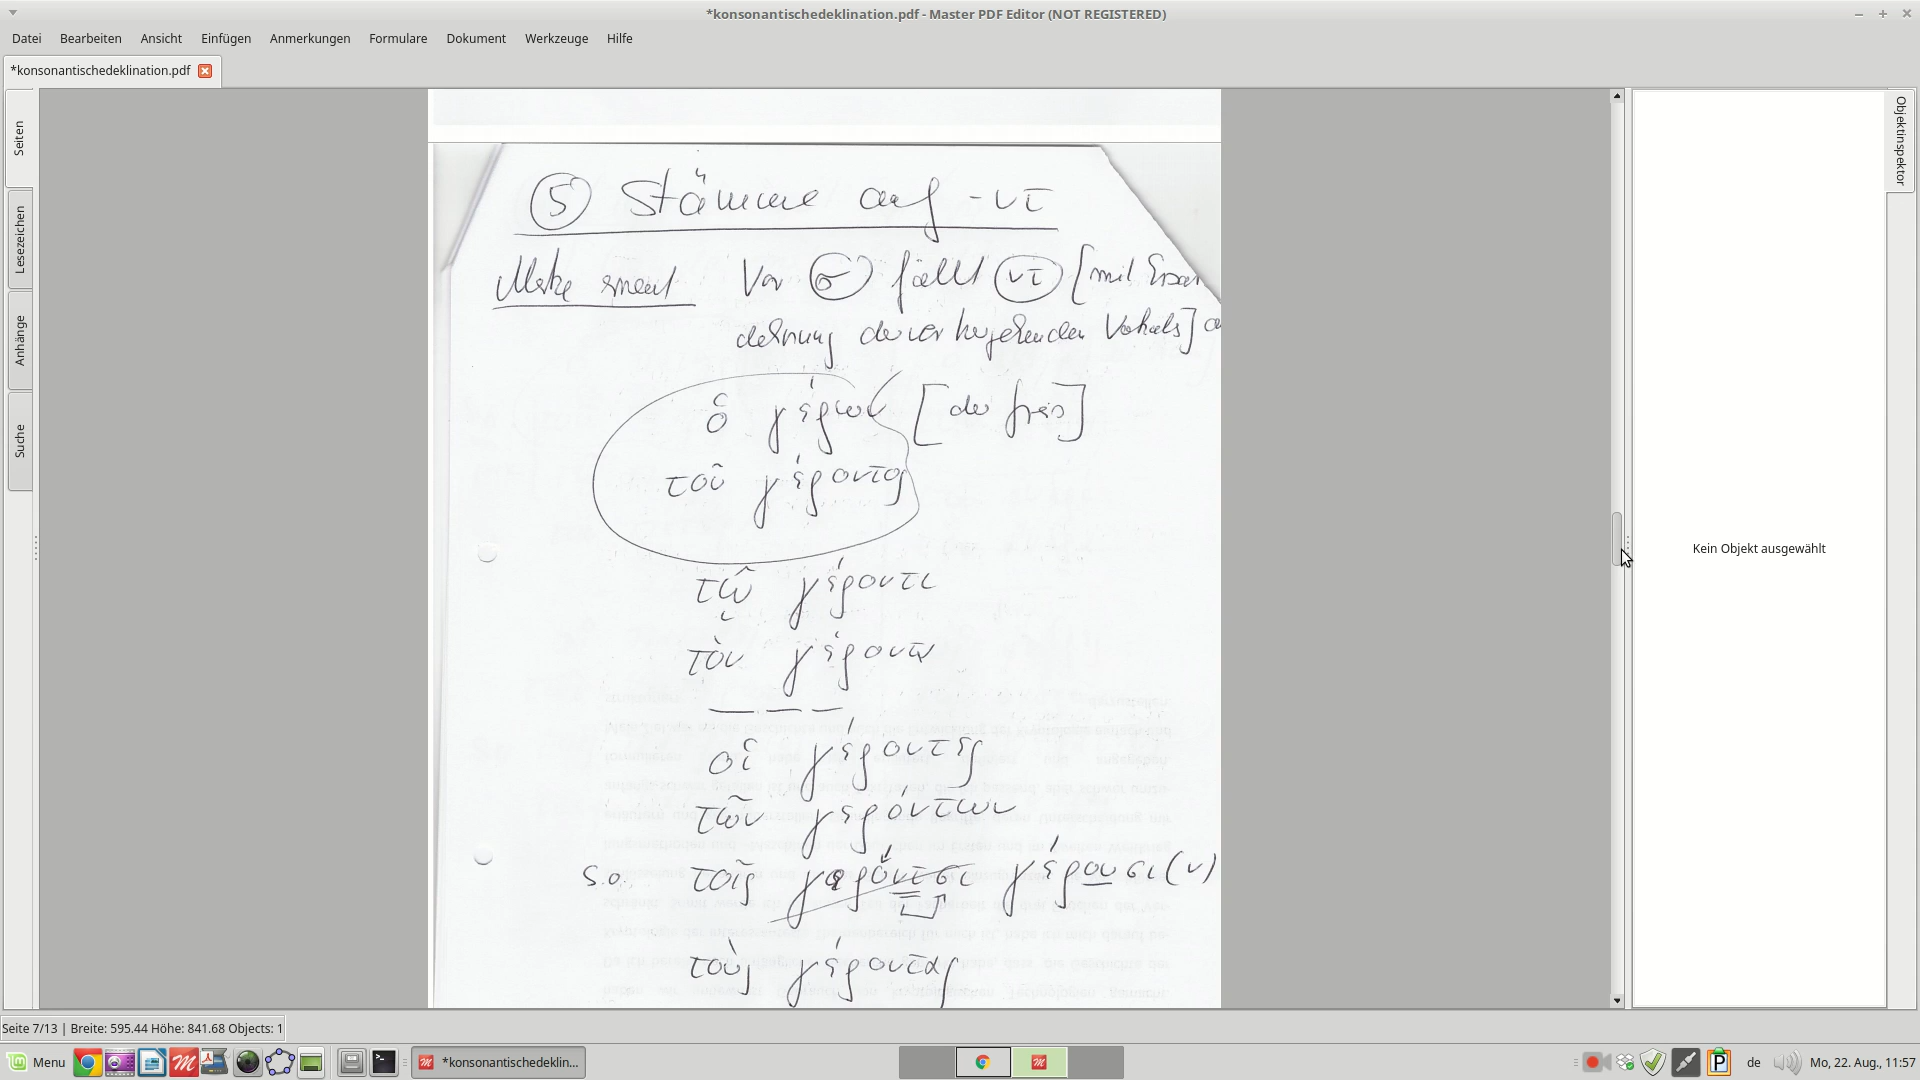 *konsonantischedeklination.pdf - Master PDF Editor (NOT REGISTERED)
Datei Bearbeiten Ansicht Einfügen Anmerkungen Formulare Dokument Werkzeuge Hilfe
*konsonantischedeklination.pdf
Seiten
Lesezeichen
Anhänge
Suche
Objektinspektor
Kein Objekt ausgewählt
⑤ Stämme auf -ντ
Merke Vor σ fällt ντ [mit Ersatz
dehnung des vorhergehenden Vokals]
ὁ γέρων [der Greis]
τοῦ γέροντος
τῷ γέροντι
τὸν γέροντα
οἱ γέροντες
τῶν γερόντων
s.o. τοῖς γερόντσι γέρουσι(ν)
τοὺς γέροντας
Seite 7/13 | Breite: 595.44 Höhe: 841.68 Objects: 1
Menu *konsonantischedeklin... de Mo, 22. Aug., 11:57